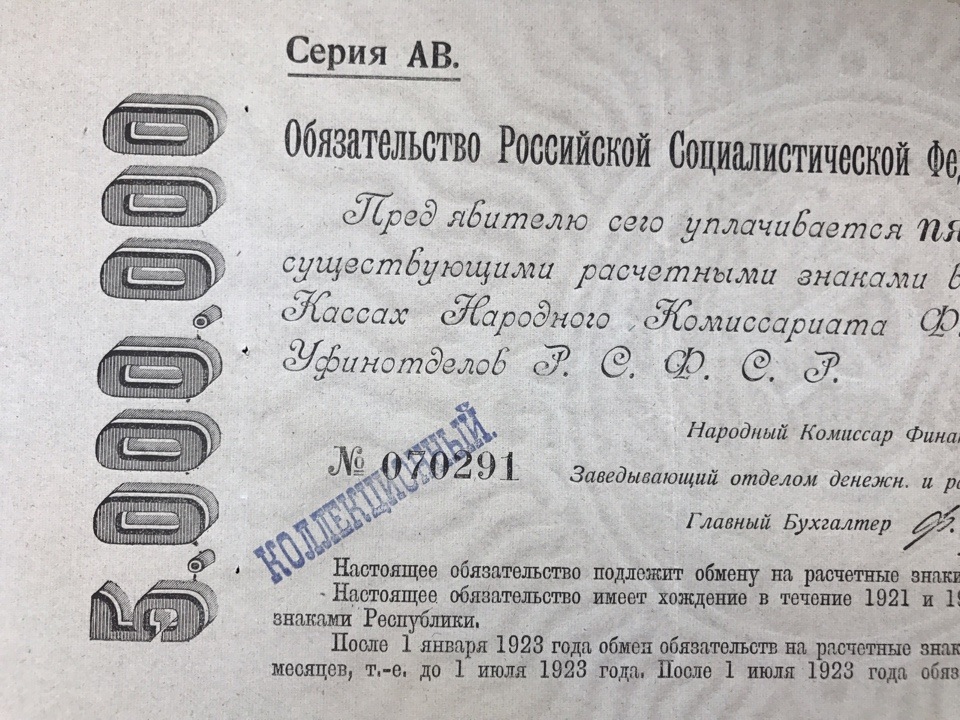 Серия АВ.
5.000.000
Обязательство Российской Социалистической
Предъявителю сего уплачивается
существующими расчетными знаками
Кассах Народного Комиссариата
Уфинотделов Р. С. Ф. С. Р.
Народный Комиссар
№ 070291
КОЛЛЕКЦИОННЫЙ.
Заведывающий отделом денежн. и
Главный Бухгалтер
Настоящее обязательство подлежит обмену на расчетные знаки
Настоящее обязательство имеет хождение в течение 1921 и
знаками Республики.
После 1 января 1923 года обмен обязательств на расчетные
месяцев, т.-е. до 1 июля 1923 года. После 1 июля 1923 года